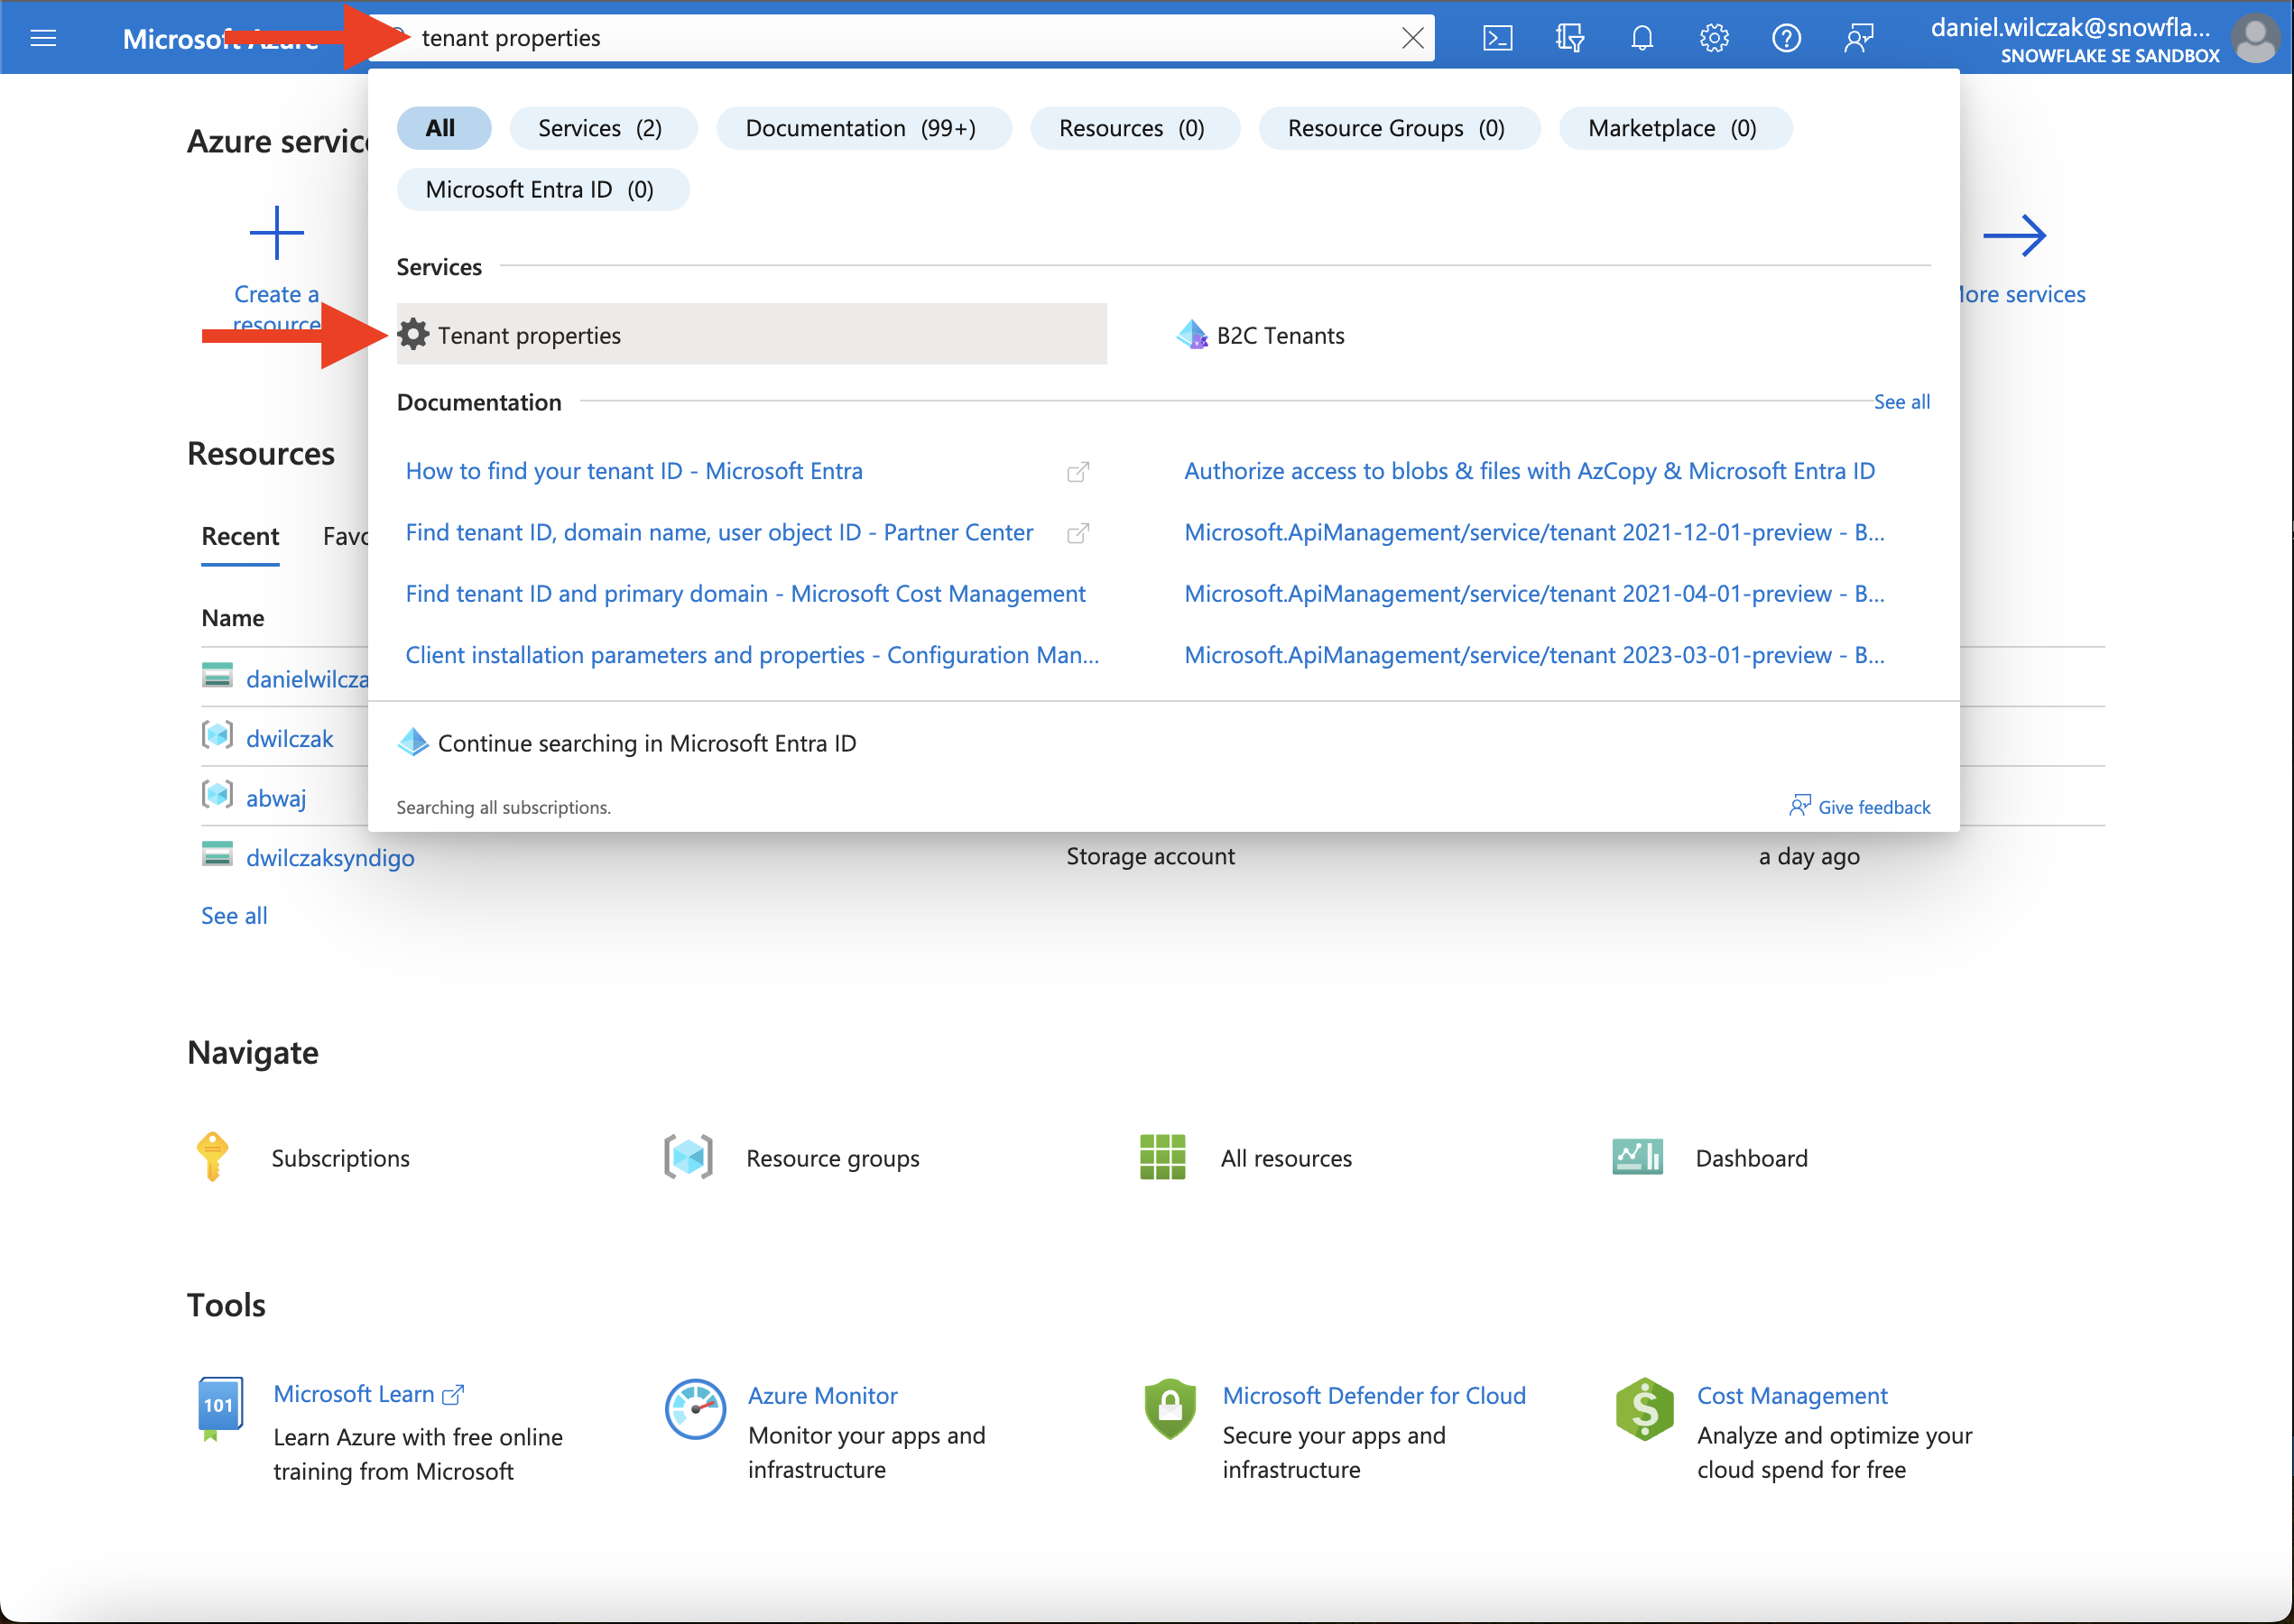 Microsoft Azure
tenant properties
daniel.wilczak@snowfla...
SNOWFLAKE SE SANDBOX
All
Services (2)
Documentation (99+)
Resources (0)
Resource Groups (0)
Marketplace (0)
Microsoft Entra ID (0)
Azure servic
Create a
resource
More services
Services
Tenant properties
B2C Tenants
Documentation
See all
How to find your tenant ID - Microsoft Entra
Authorize access to blobs & files with AzCopy & Microsoft Entra ID
Find tenant ID, domain name, user object ID - Partner Center
Microsoft.ApiManagement/service/tenant 2021-12-01-preview - B...
Find tenant ID and primary domain - Microsoft Cost Management
Microsoft.ApiManagement/service/tenant 2021-04-01-preview - B...
Client installation parameters and properties - Configuration Man...
Microsoft.ApiManagement/service/tenant 2023-03-01-preview - B...
Continue searching in Microsoft Entra ID
Searching all subscriptions.
Give feedback
Resources
Recent
Favo
Name
danielwilcza
dwilczak
abwaj
dwilczaksyndigo
Storage account
a day ago
See all
Navigate
Subscriptions
Resource groups
All resources
Dashboard
Tools
101
Microsoft Learn
Learn Azure with free online
training from Microsoft
Azure Monitor
Monitor your apps and
infrastructure
Microsoft Defender for Cloud
Secure your apps and
infrastructure
Cost Management
Analyze and optimize your
cloud spend for free